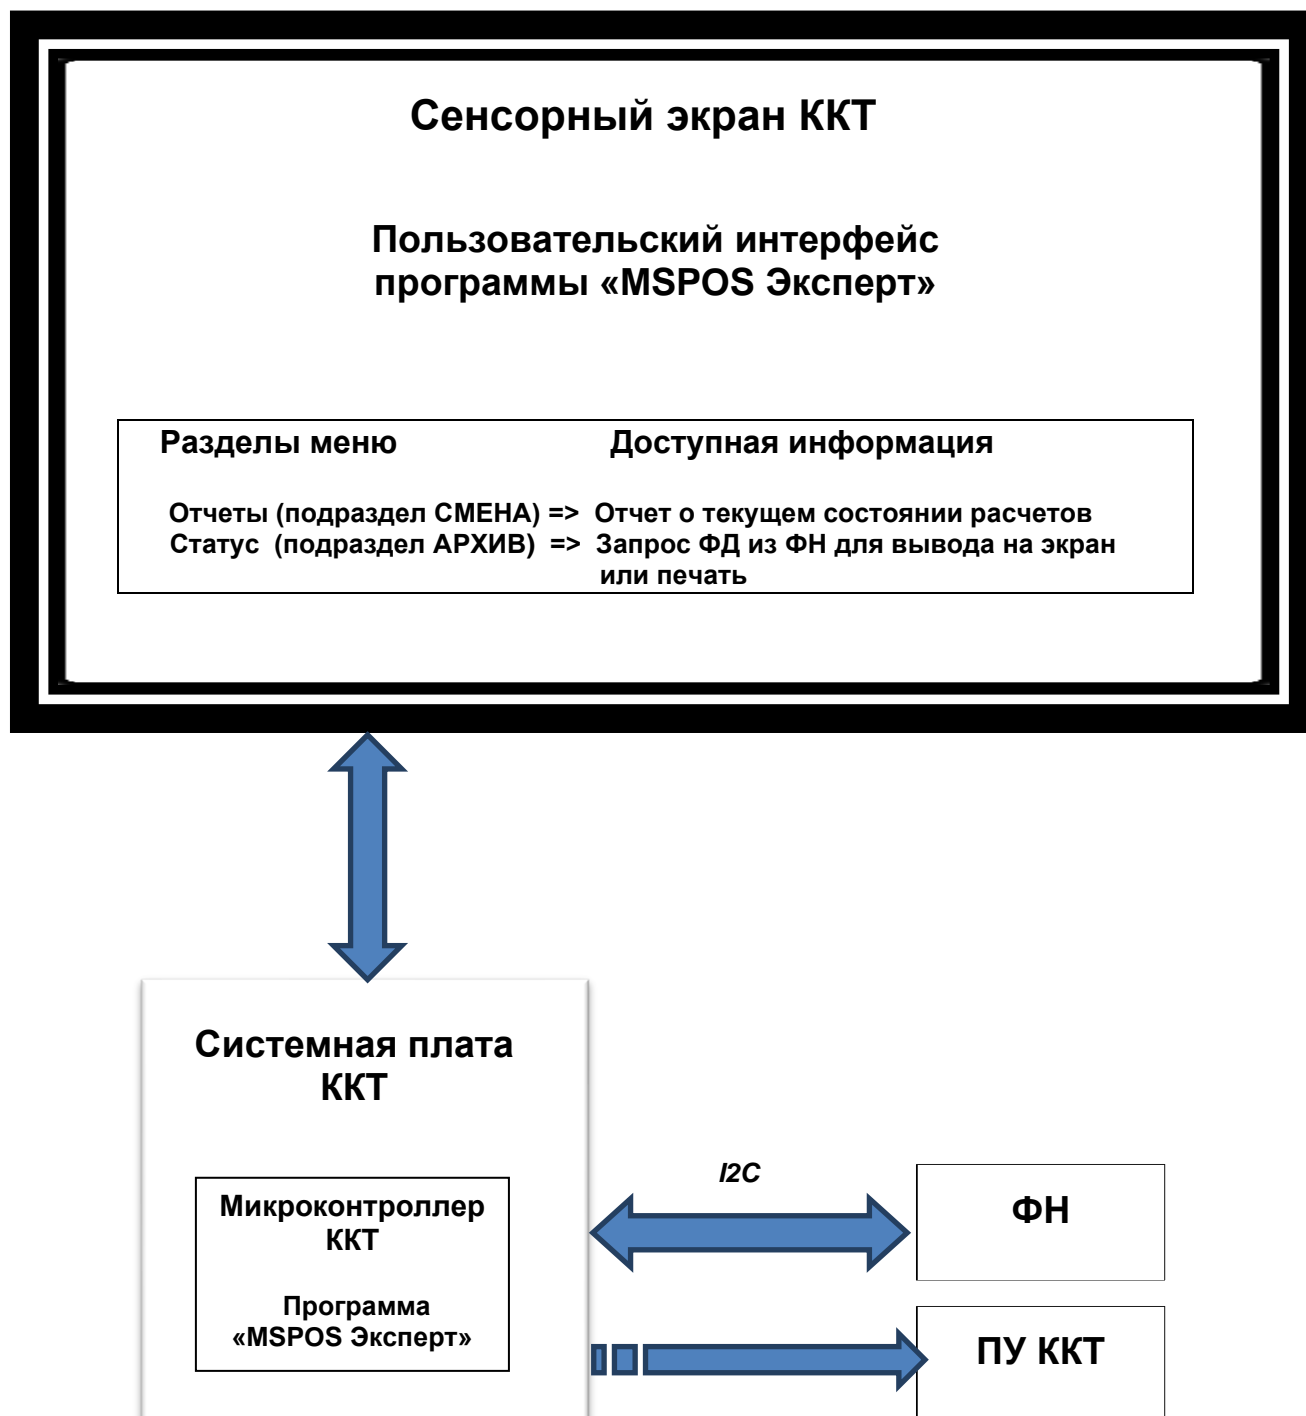 Сенсорный экран ККТ
Пользовательский интерфейс
программы «MSPOS Эксперт»
Разделы меню Доступная информация
Отчеты (подраздел СМЕНА) => Отчет о текущем состоянии расчетов
Статус (подраздел АРХИВ) => Запрос ФД из ФН для вывода на экран
или печать
Системная плата
ККТ
Микроконтроллер
ККТ
Программа
«MSPOS Эксперт»
I2C
ФН
ПУ ККТ